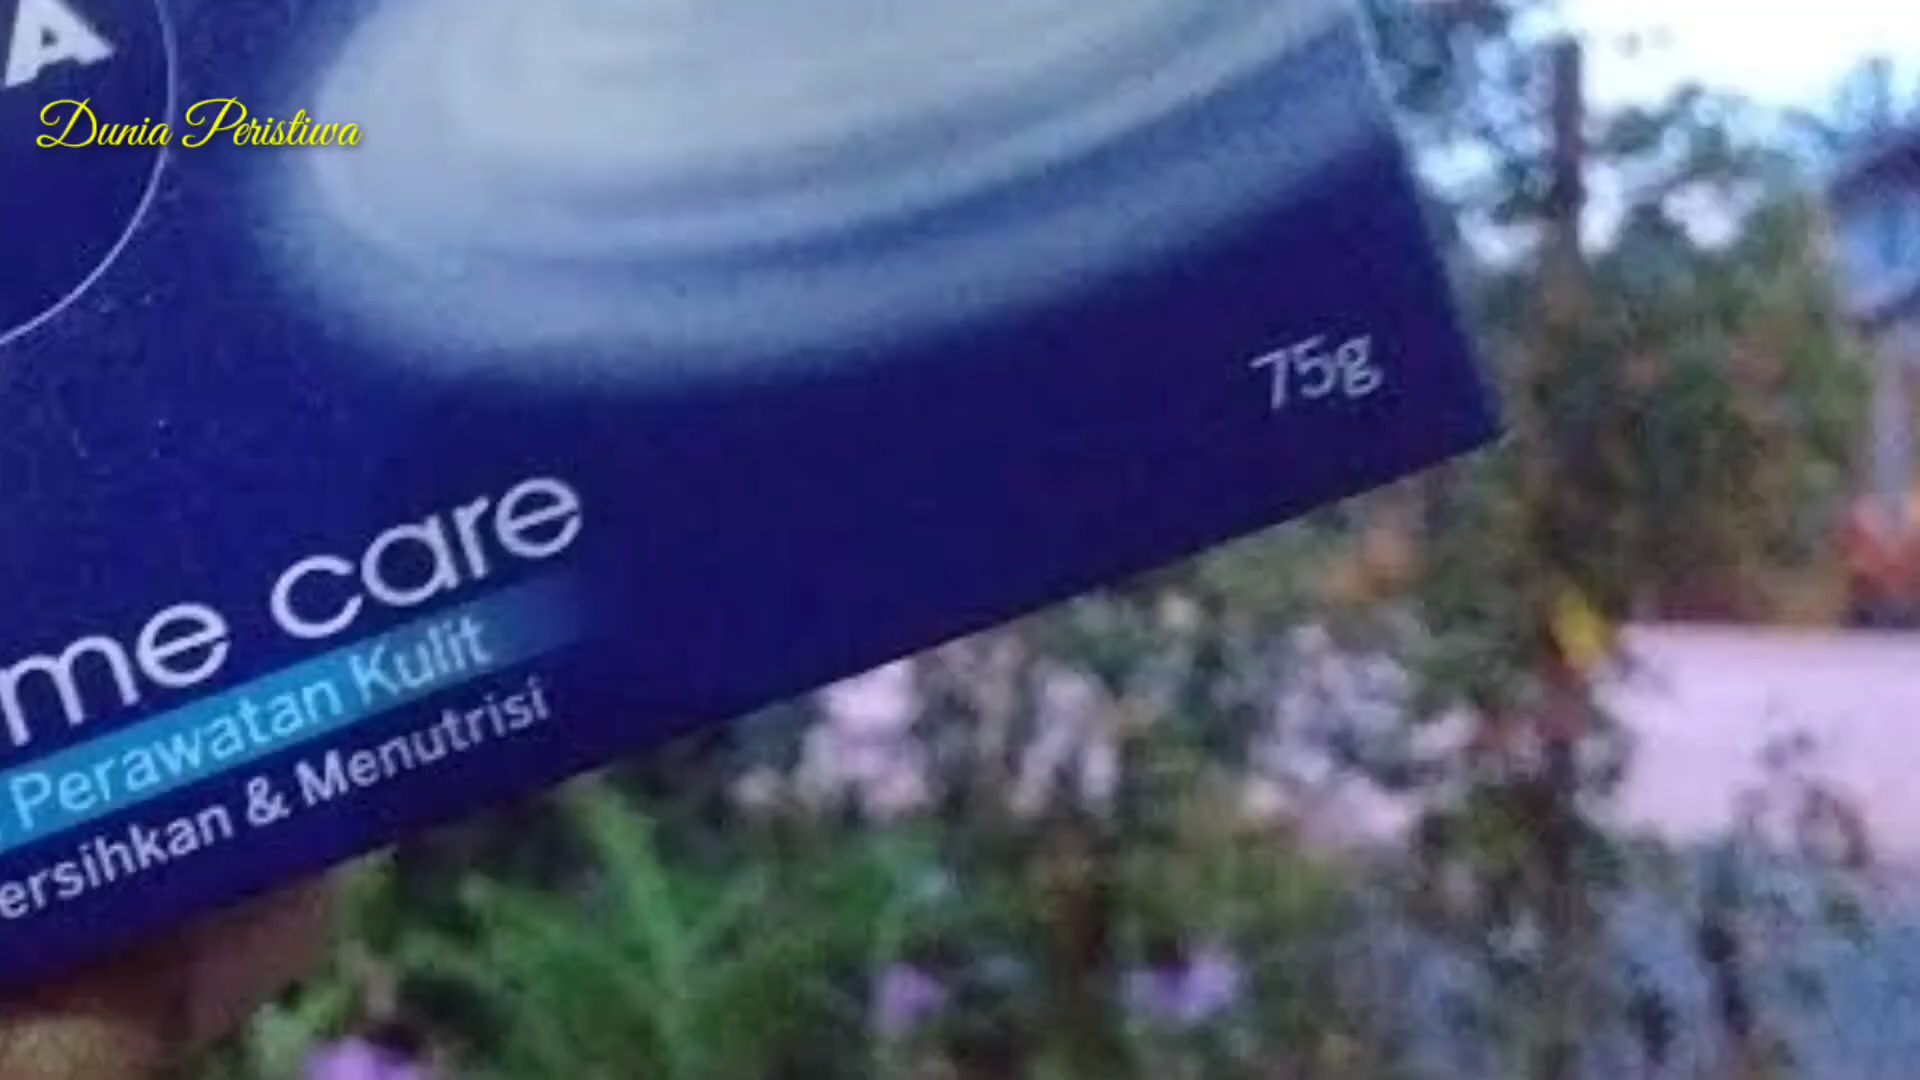 A
Dunia Peristiwa
75g
me care
Perawatan Kulit
ersihkan & Menutrisi